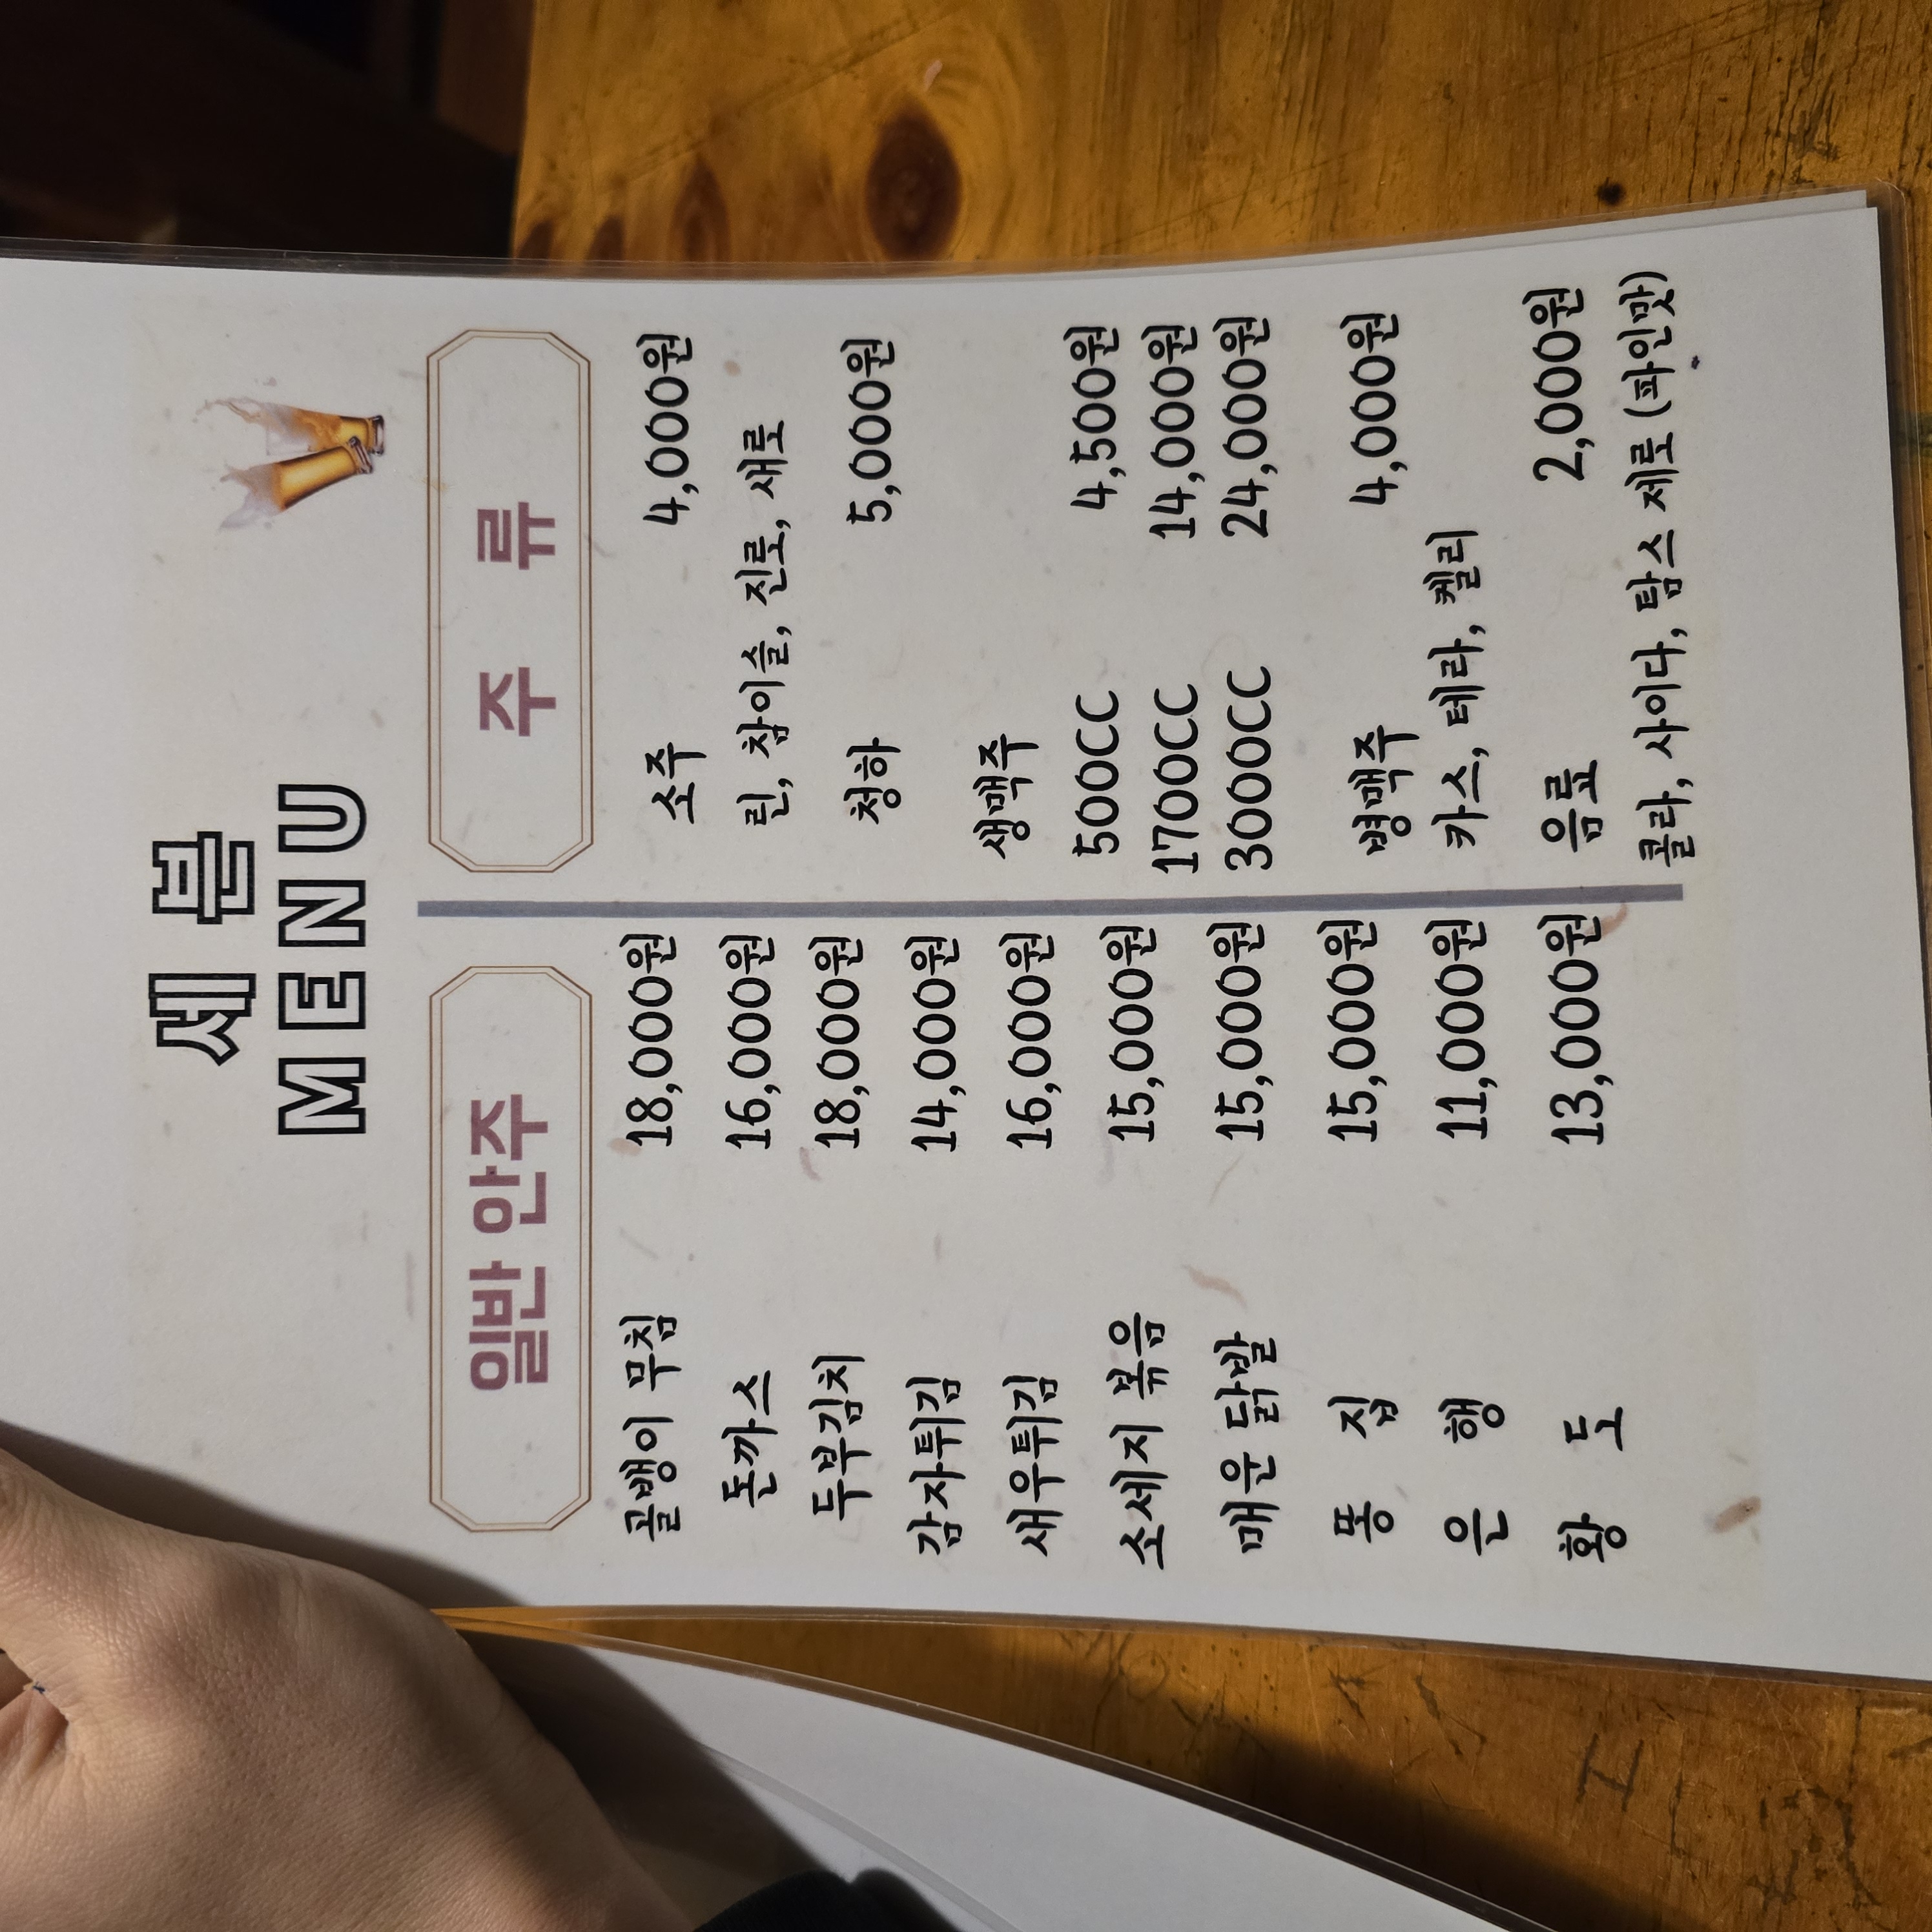 세 븐
MENU
일반 안주
골뱅이 무침 18,000원
돈까스 16,000원
두부김치 18,000원
감자튀김 14,000원
새우튀김 16,000원
소세지 볶음 15,000원
매운 닭발 15,000원
똥 집 15,000원
은 행 11,000원
황 도 13,000원
주 류
소주 4,000원
린, 참이슬, 진로, 새로
청하 5,000원
생맥주
500CC 4,500원
1700CC 14,000원
3000CC 24,000원
병맥주 4,000원
카스, 테라, 켈리
음료 2,000원
콜라, 사이다, 탐스 제로 (파인맛)